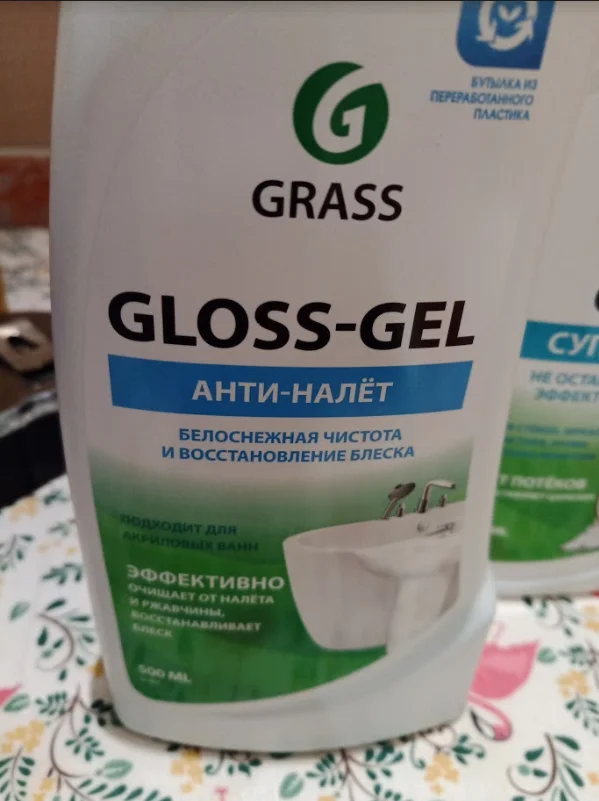 БУТЫЛКА ИЗ
ПЕРЕРАБОТАННОГО
ПЛАСТИКА
G
GRASS
GLOSS-GEL
АНТИ-НАЛЁТ
БЕЛОСНЕЖНАЯ ЧИСТОТА
И ВОССТАНОВЛЕНИЕ БЛЕСКА
ПОДХОДИТ ДЛЯ
АКРИЛОВЫХ ВАНН
ЭФФЕКТИВНО
ОЧИЩАЕТ ОТ НАЛЁТА
И РЖАВЧИНЫ,
ВОССТАНАВЛИВАЕТ
БЛЕСК
500 ML
СУП
НЕ ОСТА
ЭФФЕКТ
Т ПОТЁКОВ